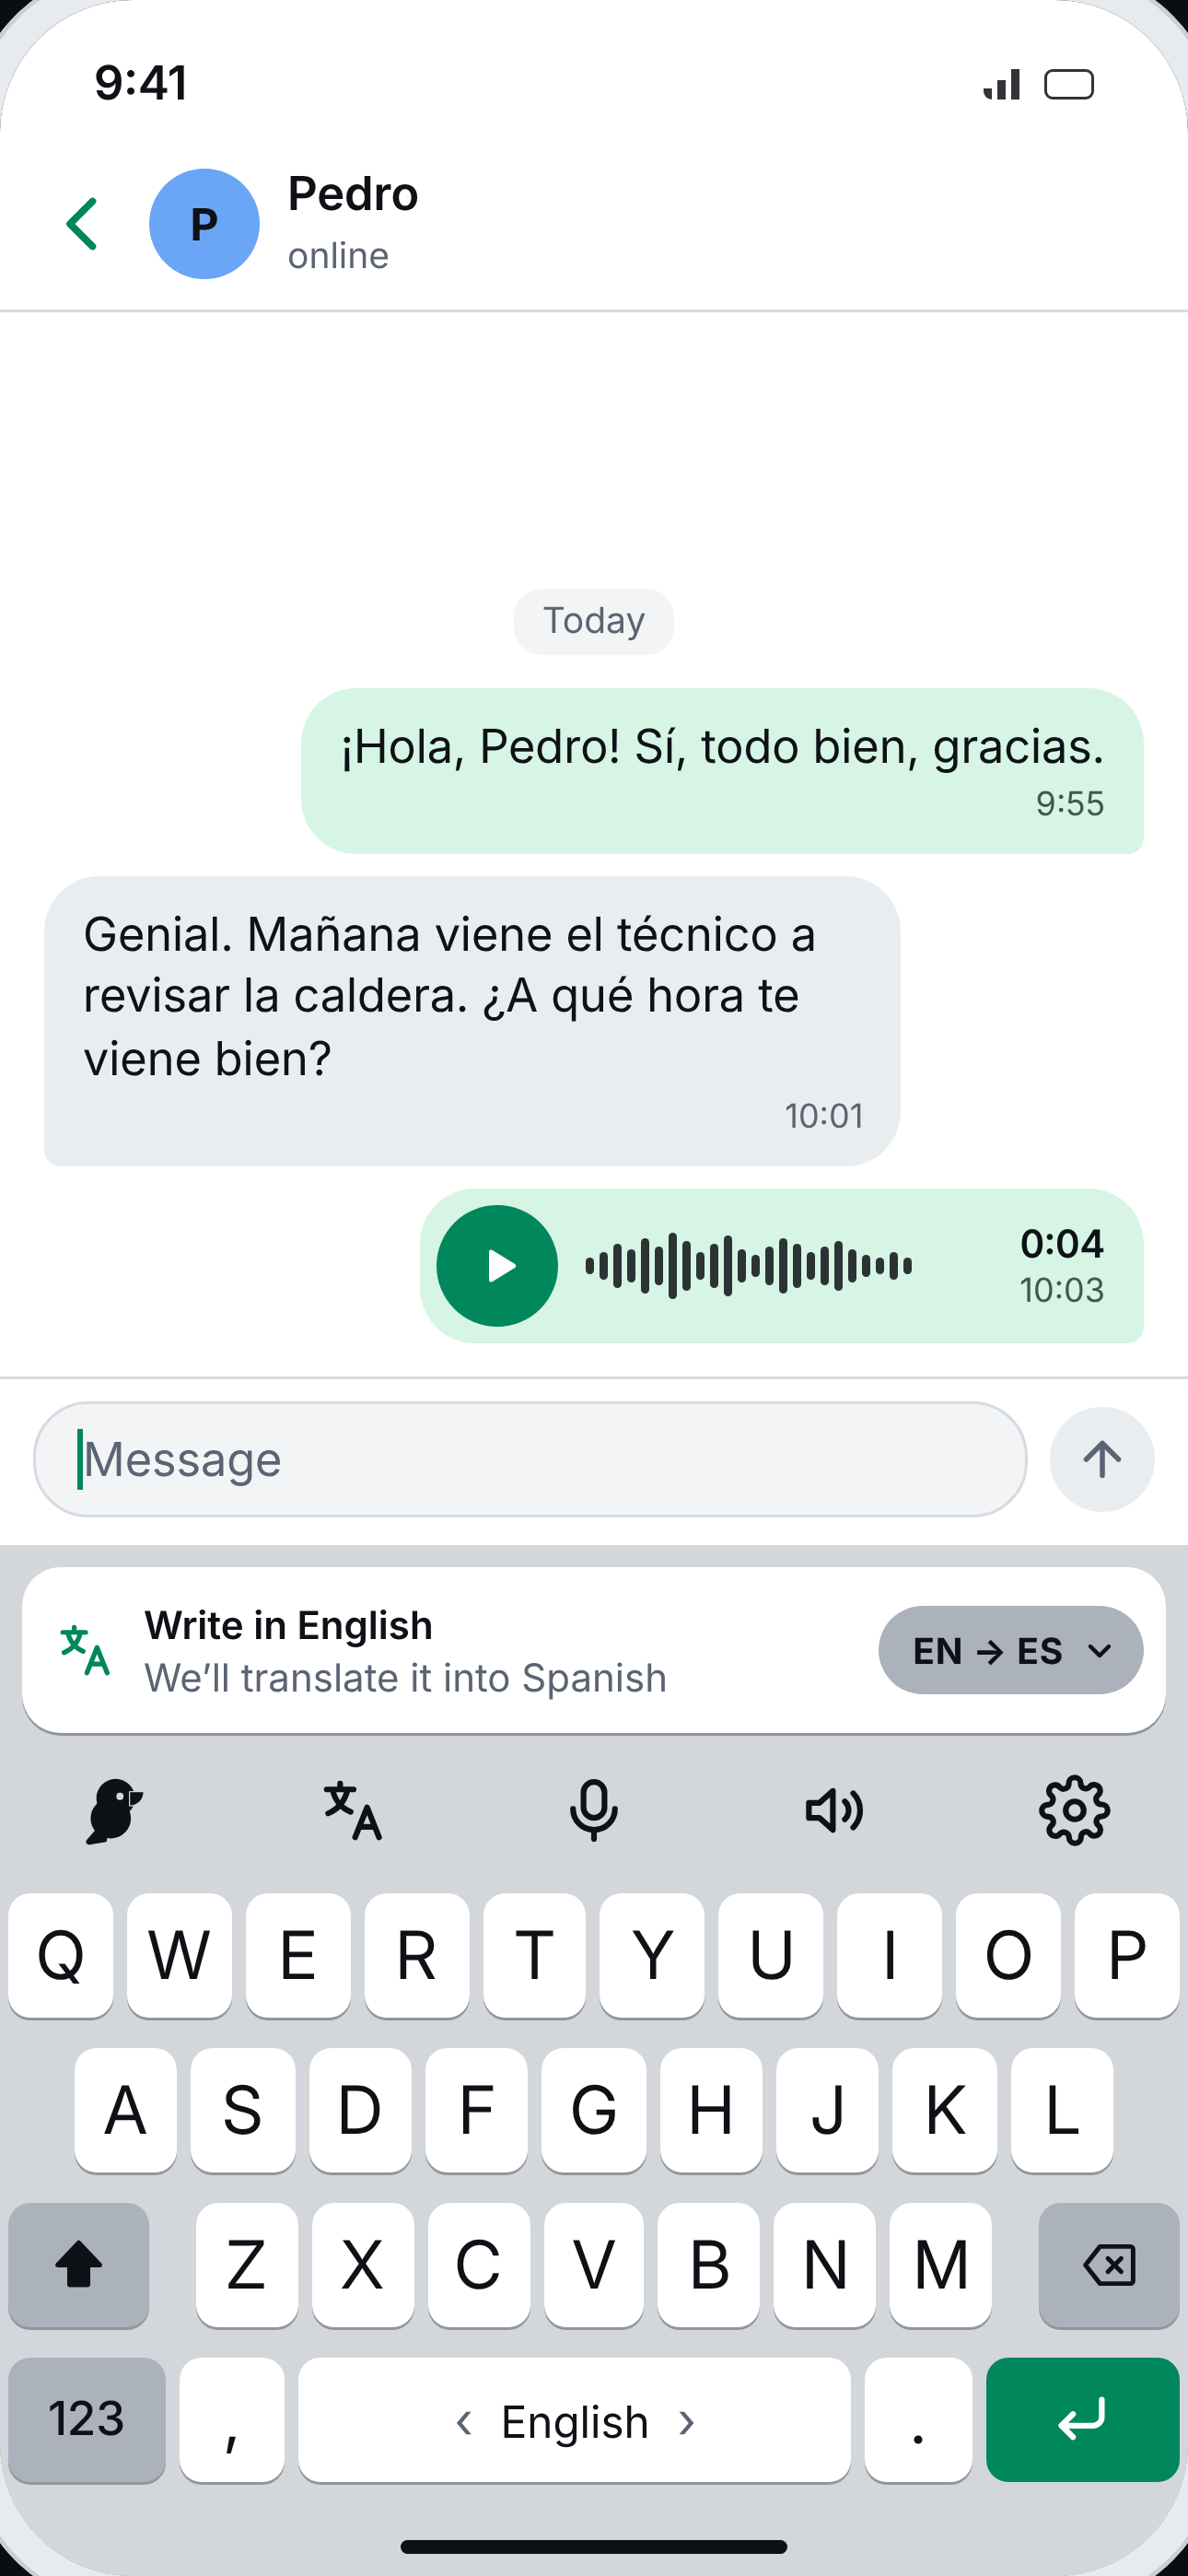 9:41
P
Pedro
online
Today
¡Hola, Pedro! Sí, todo bien, gracias.
9:55
Genial. Mañana viene el técnico a
revisar la caldera. ¿A qué hora te
viene bien?
10:01
0:04
10:03
Message
Write in English
We’ll translate it into Spanish
EN → ES
Q W E R T Y U I O P
A S D F G H J K L
Z X C V B N M
123 , ‹ English › .